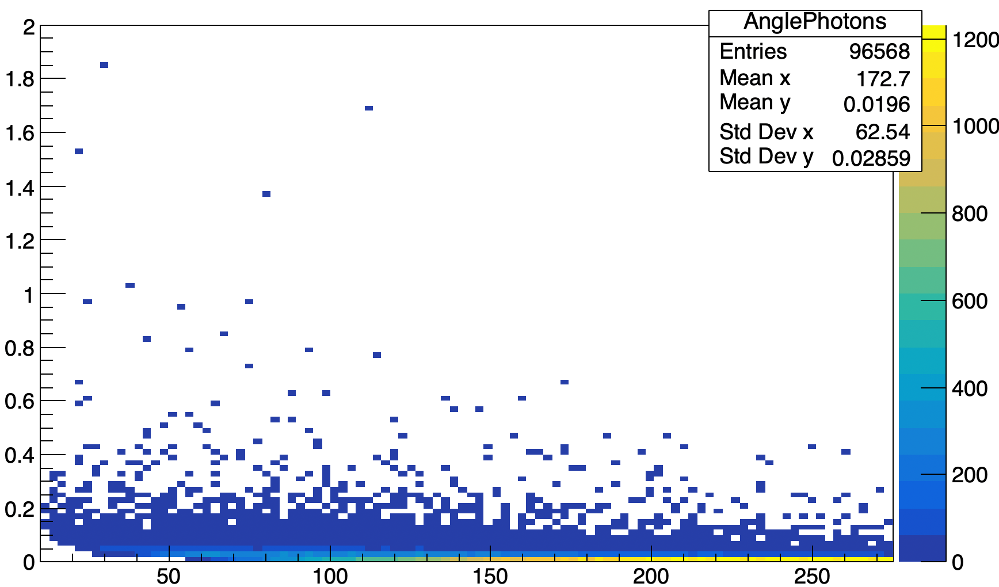 AnglePhotons
Entries 96568
Mean x 172.7
Mean y 0.0196
Std Dev x 62.54
Std Dev y 0.02859
2
1.8
1.6
1.4
1.2
1
0.8
0.6
0.4
0.2
0
50 100 150 200 250
1200
1000
800
600
400
200
0